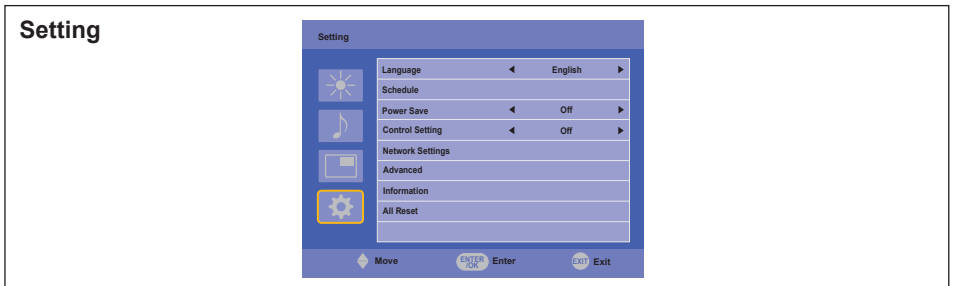 Setting
Setting
Language ◀ English ▶
Schedule
Power Save ◀ Off ▶
Control Setting ◀ Off ▶
Network Settings
Advanced
Information
All Reset
Move ENTER/OK Enter EXIT Exit